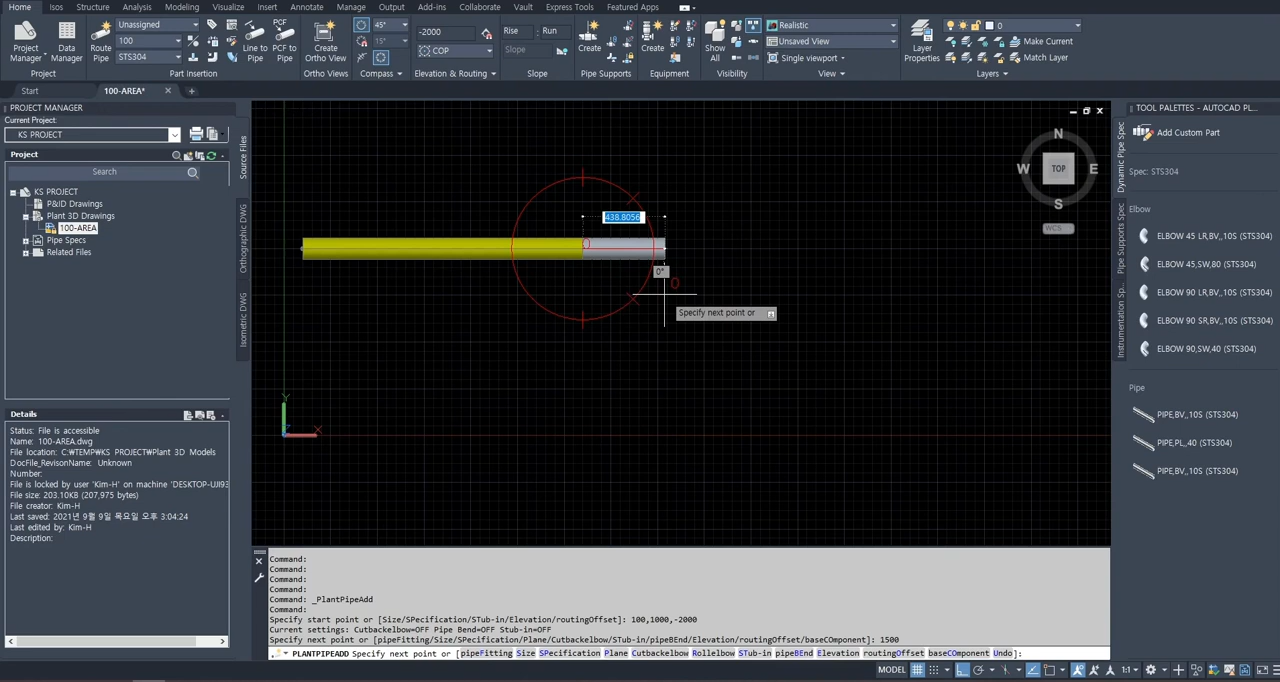 Home Isos Structure Analysis Modeling Visualize Insert Annotate Manage Output Add-ins Collaborate Vault Express Tools Featured Apps
Project Manager
Data Manager
Project
Route Pipe
Unassigned
100
STS304
Line to Pipe
PCF to Pipe
Part Insertion
Create Ortho View
Ortho Views
45°
15°
Compass
-2000
COP
Elevation & Routing
Rise : Run
Slope
Slope
Create
Pipe Supports
Create
Equipment
Show All
Visibility
Realistic
Unsaved View
Single viewport
View
Layer Properties
0
Make Current
Match Layer
Layers
Start
100-AREA*
PROJECT MANAGER
Current Project:
KS PROJECT
Project
Search
KS PROJECT
P&ID Drawings
Plant 3D Drawings
100-AREA
Pipe Specs
Related Files
Source Files
Orthographic DWG
Isometric DWG
Details
Status: File is accessible
Name: 100-AREA.dwg
File location: C:₩TEMP₩KS PROJECT₩Plant 3D Models
DocFile_RevisonName: Unknown
Number:
File is locked by user 'Kim-H' on machine 'DESKTOP-UJI93
File size: 203.10KB (207,975 bytes)
File creator: Kim-H
Last saved: 2021년 9월 9일 목요일 오후 3:04:24
Last edited by: Kim-H
Description:
438.8056
0°
0
Specify next point or
Y
X
N
W TOP E
S
WCS
TOOL PALETTES - AUTOCAD PL...
Dynamic Pipe Spec
Pipe Supports Spec
Instrumentation Sp...
Add Custom Part
Spec: STS304
Elbow
ELBOW 45 LR,BV,,10S (STS304)
ELBOW 45,SW,80 (STS304)
ELBOW 90 LR,BV,,10S (STS304)
ELBOW 90 SR,BV,,10S (STS304)
ELBOW 90,SW,40 (STS304)
Pipe
PIPE,BV,,10S (STS304)
PIPE,PL,,40 (STS304)
PIPE,BV,,10S (STS304)
Command:
Command:
Command:
Command:
Command: _PlantPipeAdd
Command:
Specify start point or [Size/SPecification/STub-in/Elevation/routingOffset]: 100,1000,-2000
Current settings: Cutbackelbow=OFF Pipe Bend=OFF Stub-in=OFF
Specify next point or [pipeFitting/Size/SPecification/Plane/Cutbackelbow/STub-in/pipeBEnd/Elevation/routingOffset/baseComponent]: 1500
PLANTPIPEADD Specify next point or [pipeFitting Size SPecification Plane Cutbackelbow Rollelbow STub-in pipeBEnd Elevation routingOffset baseCOmponent Undo]:
MODEL
1:1